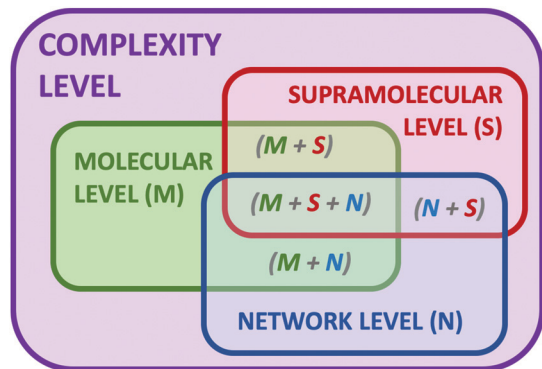 COMPLEXITY
LEVEL
SUPRAMOLECULAR
LEVEL (S)
(M + S)
MOLECULAR
LEVEL (M)
(M + S + N)
(N + S)
(M + N)
NETWORK LEVEL (N)